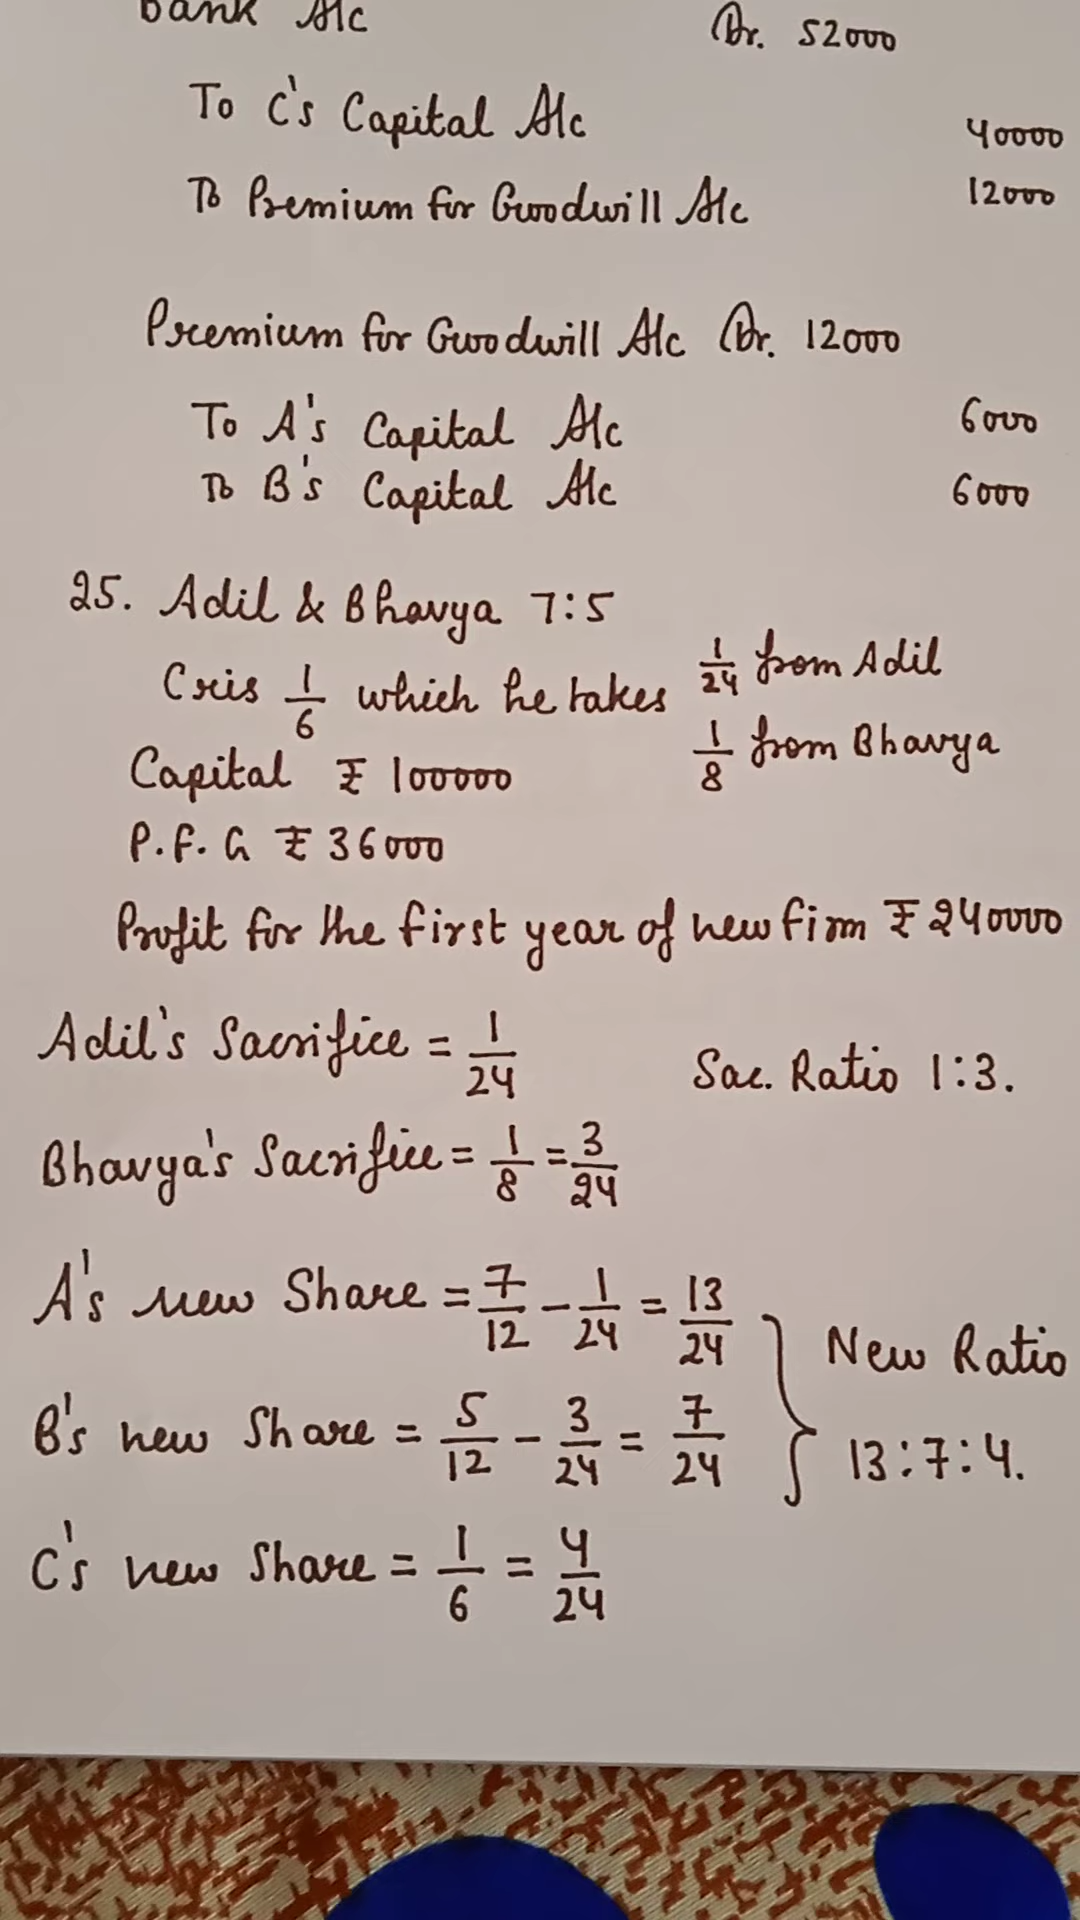 Bank A/c Dr. 52000
To C's Capital A/c 40000
To Premium for Goodwill A/c 12000
Premium for Goodwill A/c Dr. 12000
To A's Capital A/c 6000
To B's Capital A/c 6000
25. Adil & Bhavya 7:5
Cris 1/6 which he takes 1/24 from Adil
1/8 from Bhavya
Capital ₹ 100000
P.F.G ₹ 36000
Profit for the first year of new firm ₹ 240000
Adil's Sacrifice = 1/24 Sac. Ratio 1:3.
Bhavya's Sacrifice = 1/8 = 3/24
A's new Share = 7/12 - 1/24 = 13/24
B's new Share = 5/12 - 3/24 = 7/24
C's new Share = 1/6 = 4/24
New Ratio
13:7:4.